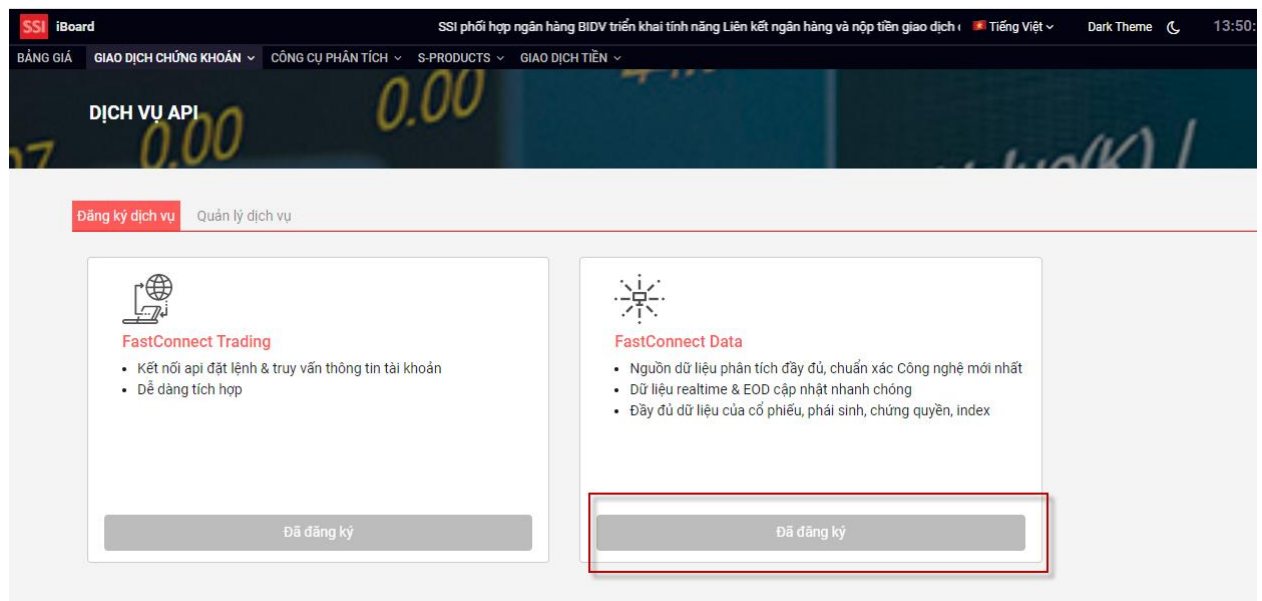 SSI iBoard SSI phối hợp ngân hàng BIDV triển khai tính năng Liên kết ngân hàng và nộp tiền giao dịch Tiếng Việt Dark Theme 13:50:
BẢNG GIÁ GIAO DỊCH CHỨNG KHOÁN CÔNG CỤ PHÂN TÍCH S-PRODUCTS GIAO DỊCH TIỀN
DỊCH VỤ API
0.00
0.00
Đăng ký dịch vụ Quản lý dịch vụ
FastConnect Trading
• Kết nối api đặt lệnh & truy vấn thông tin tài khoản
• Dễ dàng tích hợp
Đã đăng ký
FastConnect Data
• Nguồn dữ liệu phân tích đầy đủ, chuẩn xác Công nghệ mới nhất
• Dữ liệu realtime & EOD cập nhật nhanh chóng
• Đầy đủ dữ liệu của cổ phiếu, phái sinh, chứng quyền, index
Đã đăng ký